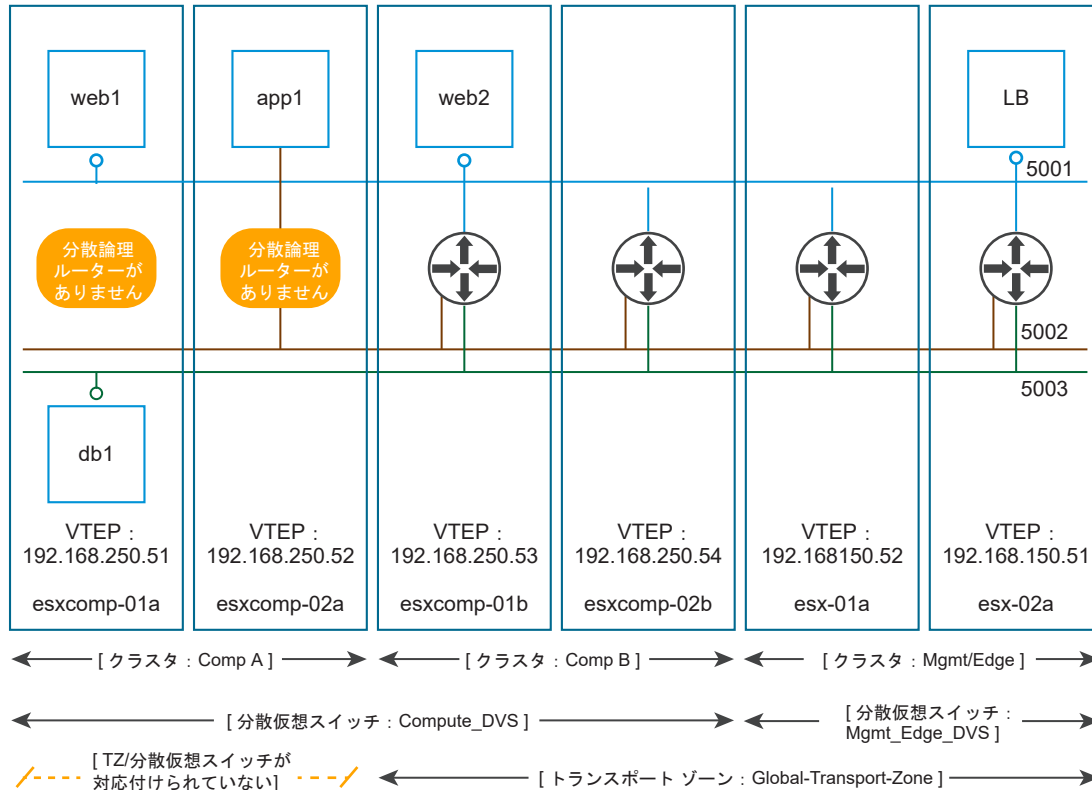 web1
app1
web2
LB
5001
分散論理
ルーターが
ありません
分散論理
ルーターが
ありません
5002
5003
db1
VTEP：
192.168.250.51
esxcomp-01a
VTEP：
192.168.250.52
esxcomp-02a
VTEP：
192.168.250.53
esxcomp-01b
VTEP：
192.168.250.54
esxcomp-02b
VTEP：
192.168150.52
esx-01a
VTEP：
192.168.150.51
esx-02a
[ クラスタ：Comp A ]
[ クラスタ：Comp B ]
[ クラスタ：Mgmt/Edge ]
[ 分散仮想スイッチ：Compute_DVS ]
[ 分散仮想スイッチ：
Mgmt_Edge_DVS ]
[ TZ/分散仮想スイッチが
対応付けられていない]
[ トランスポート ゾーン：Global-Transport-Zone ]